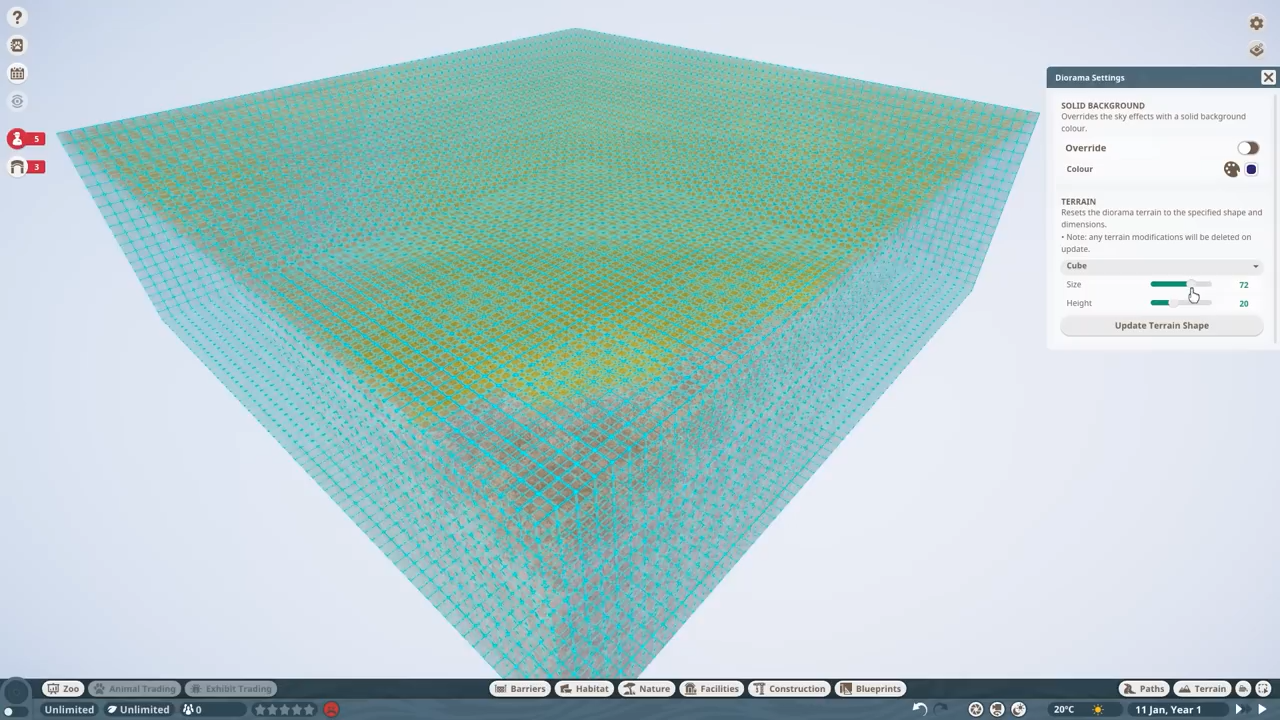 ?
Diorama Settings
SOLID BACKGROUND
Overrides the sky effects with a solid background
colour.
Override
Colour
5
3
TERRAIN
Resets the diorama terrain to the specified shape and
dimensions.
• Note: any terrain modifications will be deleted on
update.
Cube
Size 72
Height 20
Update Terrain Shape
Zoo Animal Trading Exhibit Trading Barriers Habitat Nature Facilities Construction Blueprints Paths Terrain
Unlimited Unlimited 0 20°C 11 Jan, Year 1